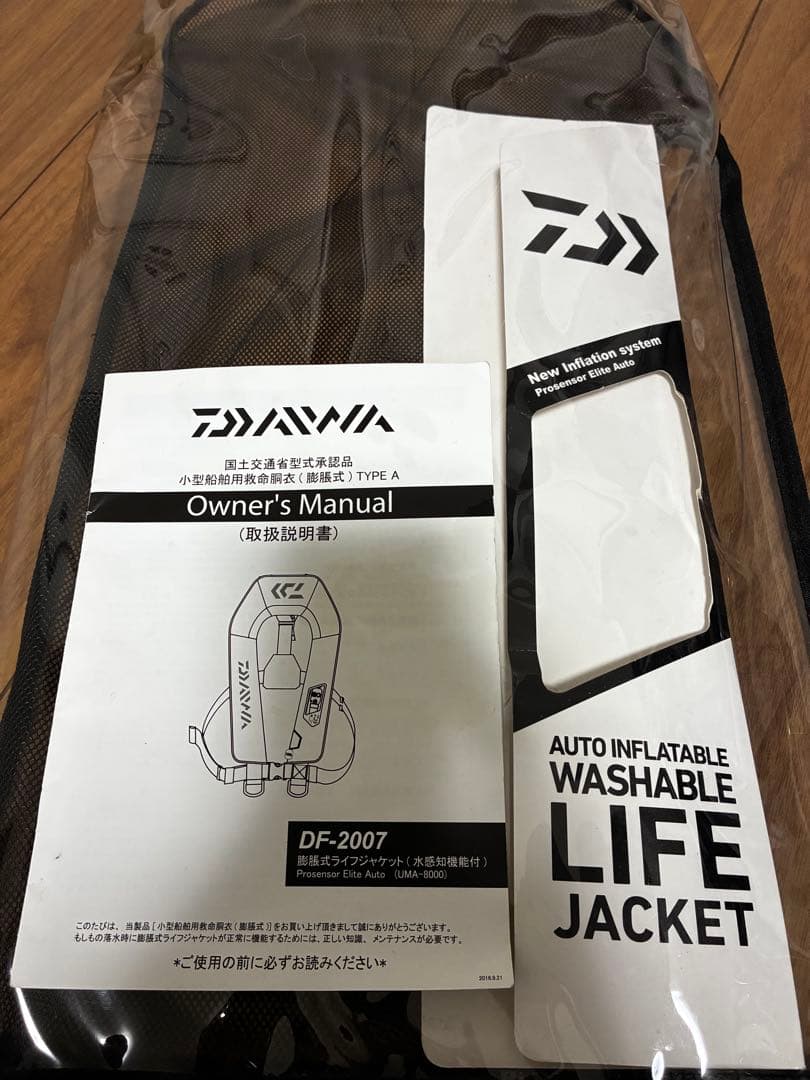 DAIWA
国土交通省型式承認品
小型船舶用救命胴衣(膨脹式) TYPE A
Owner's Manual
(取扱説明書)
DAIWA
DF-2007
膨脹式ライフジャケット(水感知機能付)
Prosensor Elite Auto (UMA-8000)
このたびは、当製品[小型船舶用救命胴衣(膨脹式)]をお買い上げ頂きまして誠にありがとうございます。
もしもの落水時に膨脹式ライフジャケットが正常に機能するためには、正しい知識、メンテナンスが必要です。
*ご使用の前に必ずお読みください*
2018.9.21
New Inflation system
Prosensor Elite Auto
AUTO INFLATABLE
WASHABLE
LIFE
JACKET